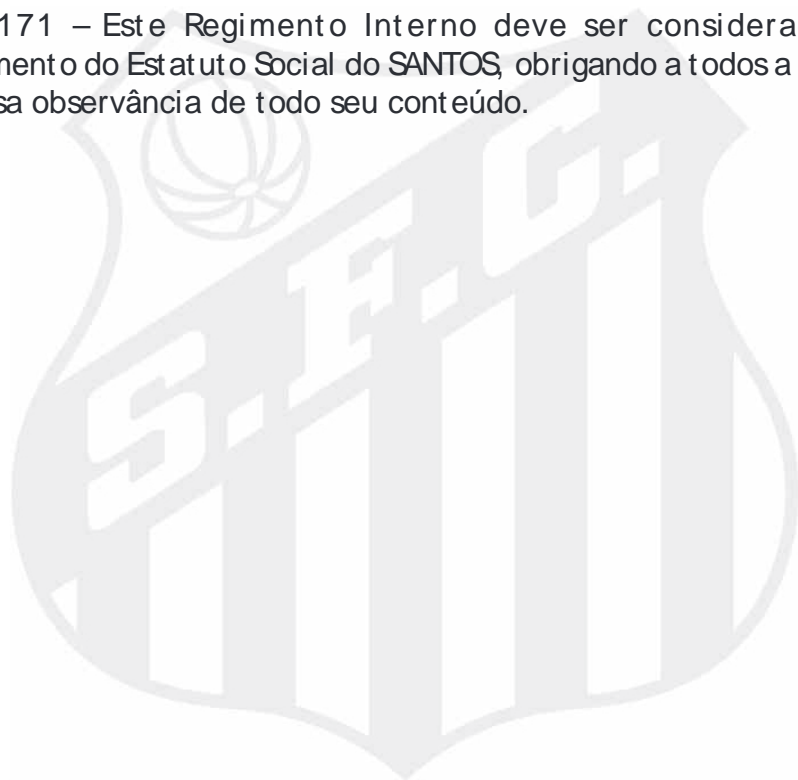 171 – Este Regimento Interno deve ser considera
mento do Estatuto Social do SANTOS, obrigando a todos a
sa observância de todo seu conteúdo.
S.F.C.